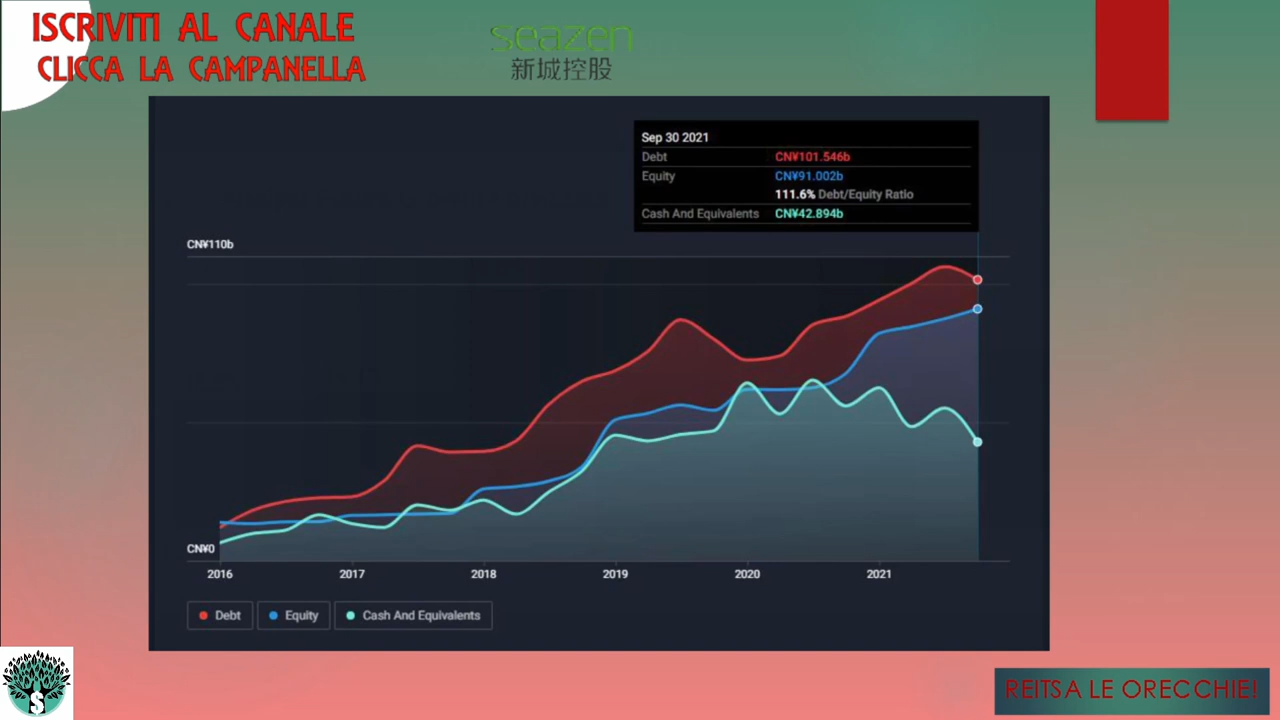 ISCRIVITI AL CANALE
CLICCA LA CAMPANELLA
seazen
新城控股
Sep 30 2021
Debt CN¥101.546b
Equity CN¥91.002b
111.6% Debt/Equity Ratio
Cash And Equivalents CN¥42.894b
CN¥110b
CN¥0
2016 2017 2018 2019 2020 2021
Debt Equity Cash And Equivalents
$
REITSA LE ORECCHIE!